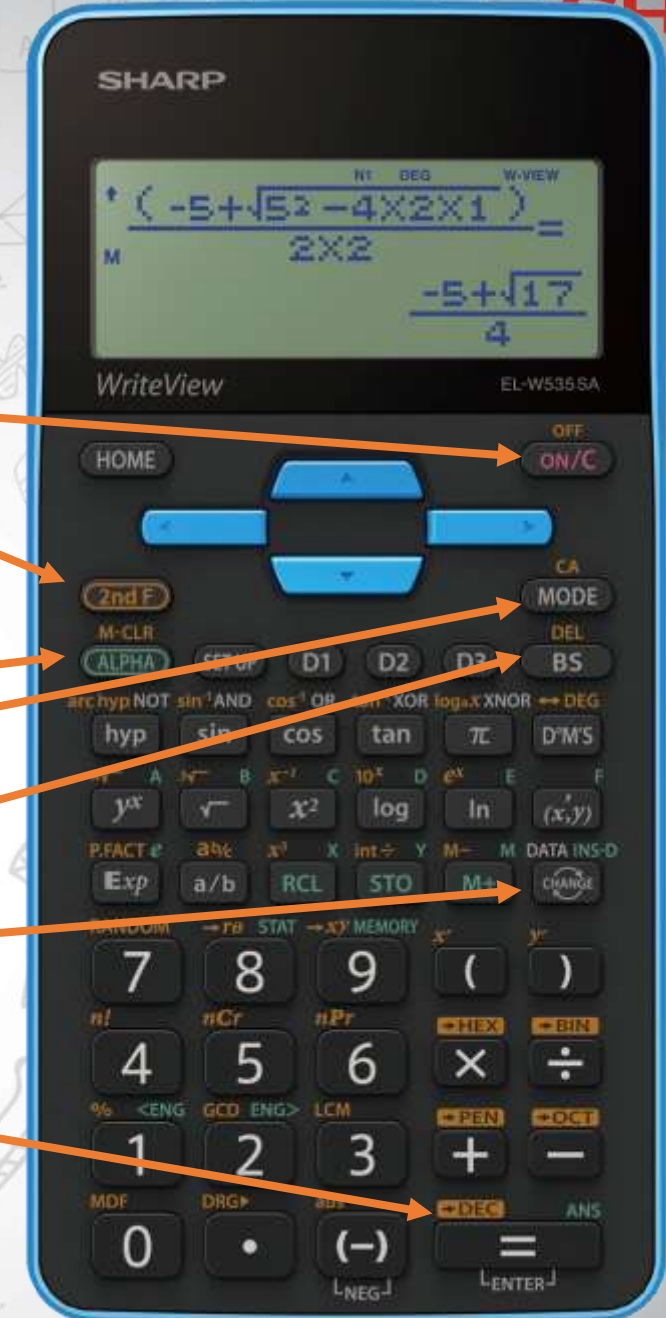 SHARP
N1 DEG W-VIEW
(-5+√5²-4×2×1)=
M 2×2
-5+√17
4
WriteView EL-W535SA
OFF
HOME ON/C
CA
2nd F MODE
M-CLR DEL
ALPHA SET UP D1 D2 D3 BS
arc hyp NOT sin⁻¹ AND cos⁻¹ OR tan⁻¹ XOR logₐx XNOR ↔DEG
hyp sin cos tan π D°M'S
A B x⁻¹ C 10ˣ D eˣ E F
yˣ √ x² log ln (x,y)
P.FACT e ab/c x³ X int÷ Y M− M DATA INS-D
Exp a/b RCL STO M+ CHANGE
RANDOM →rθ STAT →xy MEMORY x' y'
7 8 9 ( )
n! nCr nPr →HEX →BIN
4 5 6 × ÷
% <ENG GCD ENG> LCM →PEN →OCT
1 2 3 + −
MDF DRG▶ abs →DEC ANS
0 • (−) =
NEG ENTER